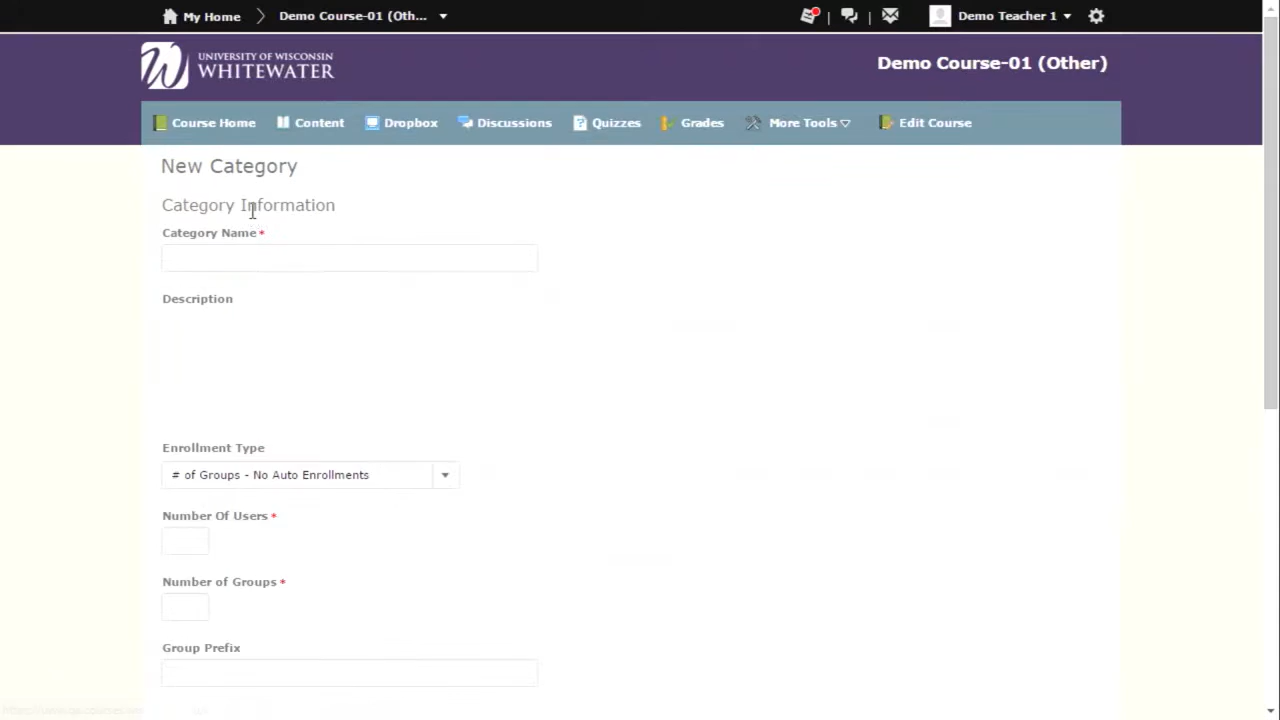 My Home
Demo Course-01 (Oth...
Demo Teacher 1
UNIVERSITY OF WISCONSIN
WHITEWATER
Demo Course-01 (Other)
Course Home
Content
Dropbox
Discussions
Quizzes
Grades
More Tools
Edit Course
New Category
Category Information
Category Name *
Description
Enrollment Type
# of Groups - No Auto Enrollments
Number Of Users *
Number of Groups *
Group Prefix